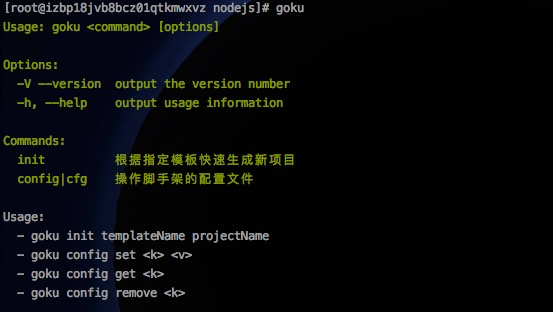 [root@izbp18jvb8bcz01qtkmwxvz nodejs]# goku
Usage: goku <command> [options]
Options:
-V --version output the version number
-h, --help output usage information
Commands:
init 根据指定模板快速生成新项目
config|cfg 操作脚手架的配置文件
Usage:
- goku init templateName projectName
- goku config set <k> <v>
- goku config get <k>
- goku config remove <k>